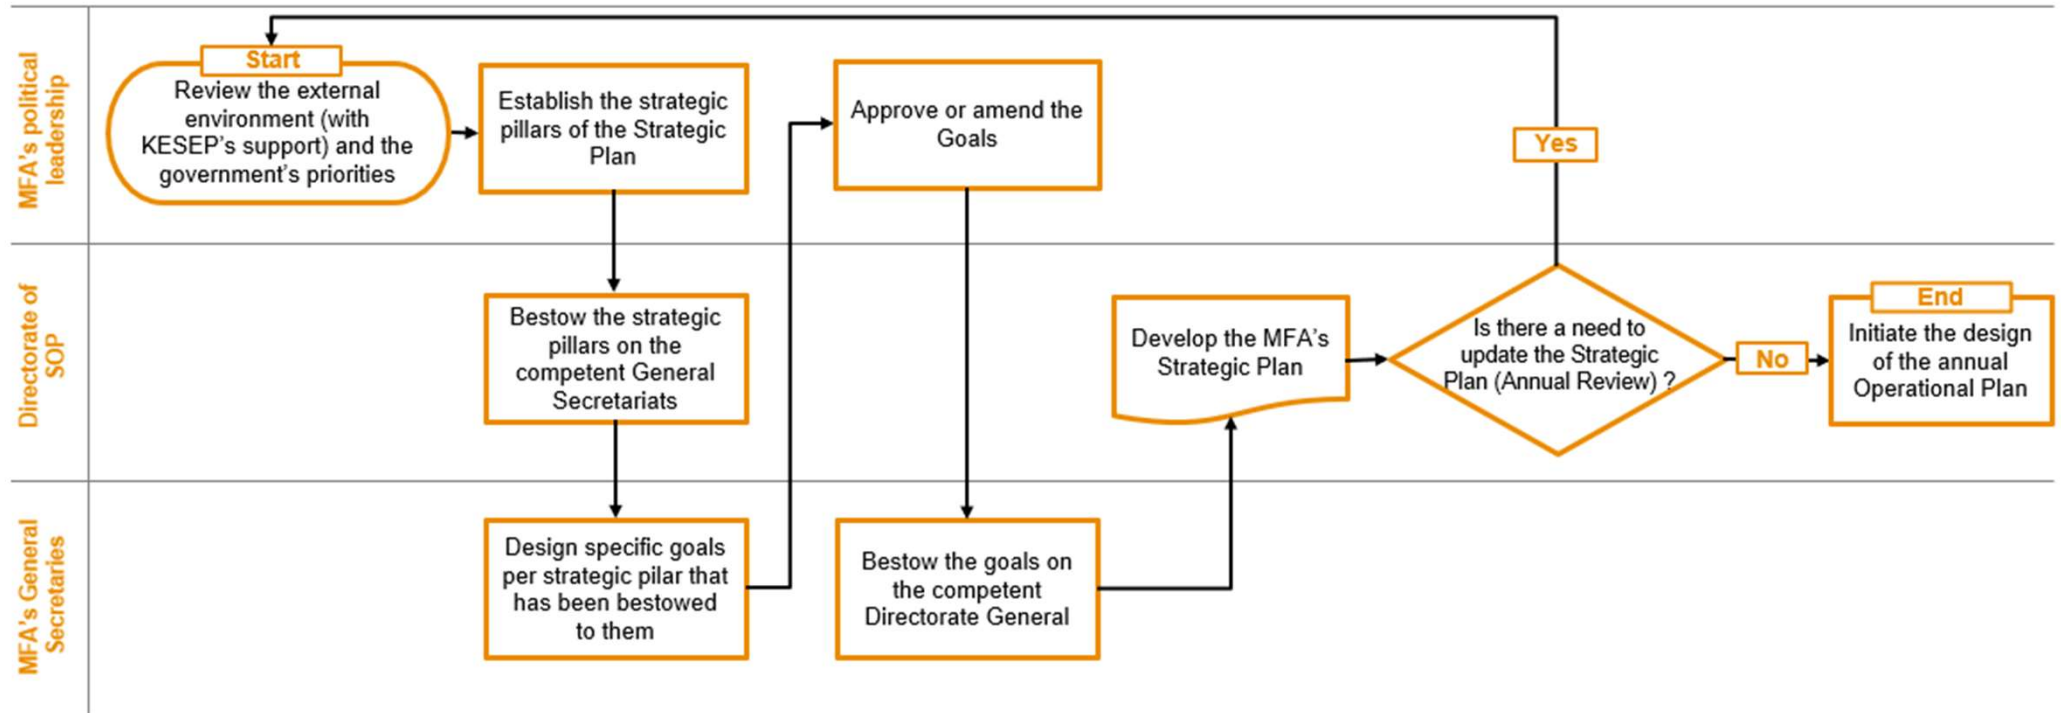 MFA's political
leadership
Start
Review the external
environment (with
KESEP's support) and the
government's priorities
Establish the strategic
pillars of the Strategic
Plan
Approve or amend the
Goals
Yes
Directorate of
SOP
Bestow the strategic
pillars on the
competent General
Secretariats
Develop the MFA's
Strategic Plan
Is there a need to
update the Strategic
Plan (Annual Review) ?
No
End
Initiate the design
of the annual
Operational Plan
MFA's General
Secretaries
Design specific goals
per strategic pilar that
has been bestowed
to them
Bestow the goals on
the competent
Directorate General